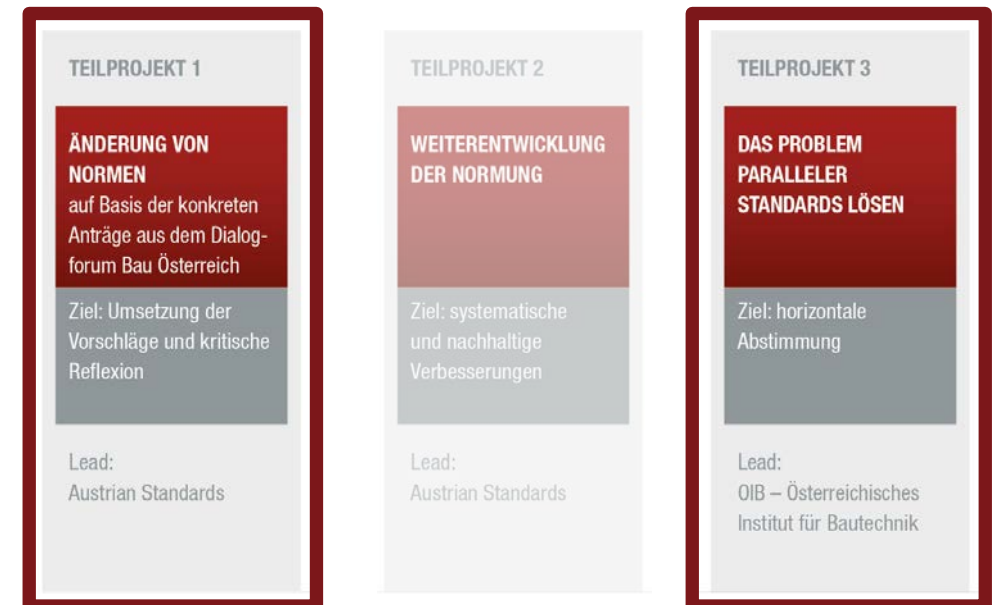 TEILPROJEKT 1
ÄNDERUNG VON
NORMEN
auf Basis der konkreten
Anträge aus dem Dialog-
forum Bau Österreich
Ziel: Umsetzung der
Vorschläge und kritische
Reflexion
Lead:
Austrian Standards
TEILPROJEKT 2
WEITERENTWICKLUNG
DER NORMUNG
Ziel: systematische
und nachhaltige
Verbesserungen
Lead:
Austrian Standards
TEILPROJEKT 3
DAS PROBLEM
PARALLELER
STANDARDS LÖSEN
Ziel: horizontale
Abstimmung
Lead:
OIB – Österreichisches
Institut für Bautechnik